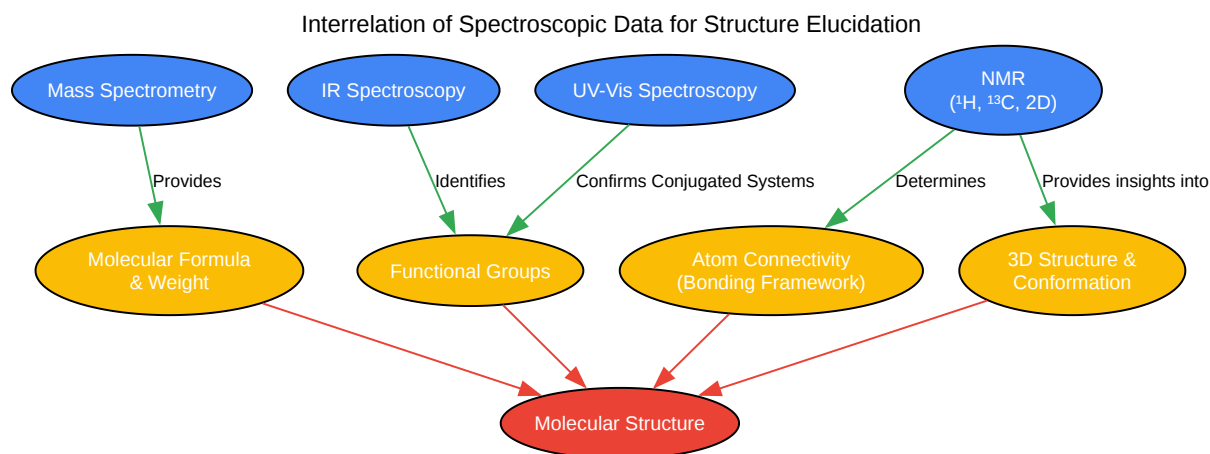 Interrelation of Spectroscopic Data for Structure Elucidation
Mass Spectrometry
IR Spectroscopy
UV-Vis Spectroscopy
NMR
(¹H, ¹³C, 2D)
Provides
Identifies
Confirms Conjugated Systems
Determines
Provides insights into
Molecular Formula
& Weight
Functional Groups
Atom Connectivity
(Bonding Framework)
3D Structure &
Conformation
Molecular Structure